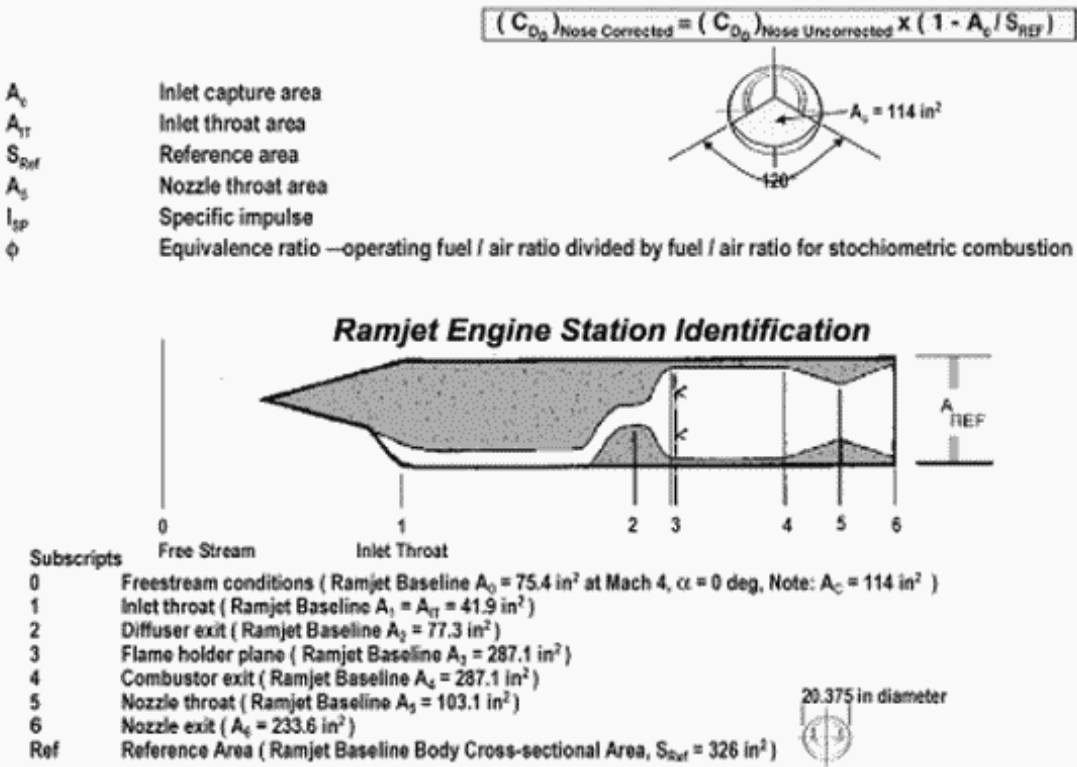 ( C_D0 )Nose Corrected = ( C_D0 )Nose Uncorrected x ( 1 - Ac / SREF )
Ac Inlet capture area
AIT Inlet throat area
SRef Reference area
A5 Nozzle throat area
ISP Specific impulse
ϕ Equivalence ratio —operating fuel / air ratio divided by fuel / air ratio for stochiometric combustion
Ac = 114 in²
120
Ramjet Engine Station Identification
A REF
0 1 2 3 4 5 6
Free Stream Inlet Throat
Subscripts
0 Freestream conditions ( Ramjet Baseline A0 = 75.4 in² at Mach 4, α = 0 deg, Note: AC = 114 in² )
1 Inlet throat ( Ramjet Baseline A1 = AIT = 41.9 in² )
2 Diffuser exit ( Ramjet Baseline A2 = 77.3 in² )
3 Flame holder plane ( Ramjet Baseline A3 = 287.1 in² )
4 Combustor exit ( Ramjet Baseline A4 = 287.1 in² )
5 Nozzle throat ( Ramjet Baseline A5 = 103.1 in² )
6 Nozzle exit ( A6 = 233.6 in² )
Ref Reference Area ( Ramjet Baseline Body Cross-sectional Area, SRef = 326 in² )
20.375 in diameter